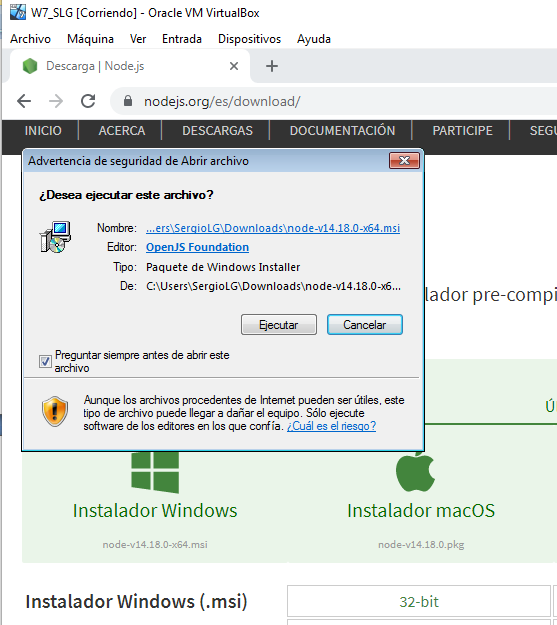 W7_SLG [Corriendo] - Oracle VM VirtualBox
Archivo Máquina Ver Entrada Dispositivos Ayuda
Descarga | Node.js
nodejs.org/es/download/
INICIO ACERCA DESCARGAS DOCUMENTACIÓN PARTICIPE SEGU
Advertencia de seguridad de Abrir archivo
¿Desea ejecutar este archivo?
Nombre: ...ers\SergioLG\Downloads\node-v14.18.0-x64.msi
Editor: OpenJS Foundation
Tipo: Paquete de Windows Installer
De: C:\Users\SergioLG\Downloads\node-v14.18.0-x6...
lador pre-compi
Ejecutar Cancelar
Preguntar siempre antes de abrir este
archivo
Aunque los archivos procedentes de Internet pueden ser útiles, este
tipo de archivo puede llegar a dañar el equipo. Sólo ejecute
software de los editores en los que confía. ¿Cuál es el riesgo?
Ú
Instalador Windows Instalador macOS
node-v14.18.0-x64.msi node-v14.18.0.pkg
Instalador Windows (.msi) 32-bit